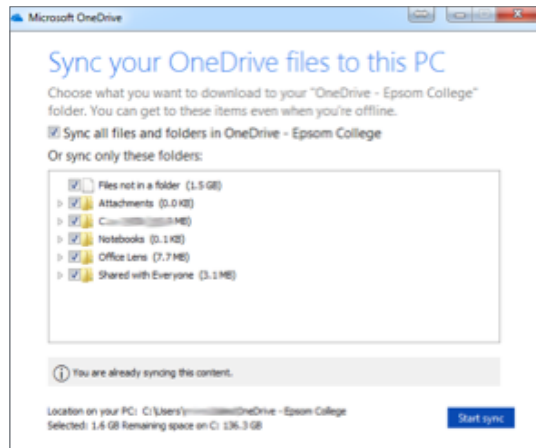 Microsoft OneDrive
Sync your OneDrive files to this PC
Choose what you want to download to your "OneDrive - Epsom College"
folder. You can get to these items even when you're offline.
Sync all files and folders in OneDrive - Epsom College
Or sync only these folders:
Files not in a folder (1.5 GB)
Attachments (0.0 KB)
MB)
Notebooks (0.1 KB)
Office Lens (7.7 MB)
Shared with Everyone (3.1 MB)
You are already syncing this content.
Location on your PC: C:\Users\ OneDrive - Epsom College
Selected: 1.6 GB Remaining space on C: 136.3 GB
Start sync